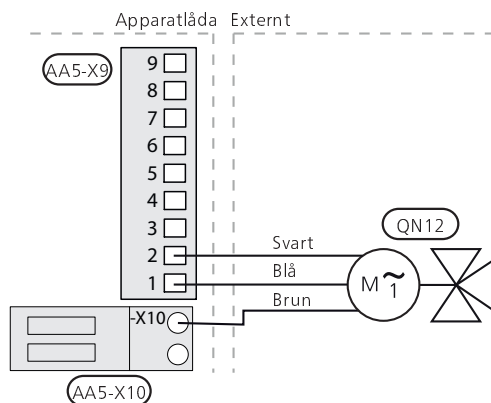 Apparatlåda Externt
AA5-X9
9
8
7
6
5
4
3
2
1
Svart
Blå
Brun
QN12
M ~ 1
-X10
AA5-X10